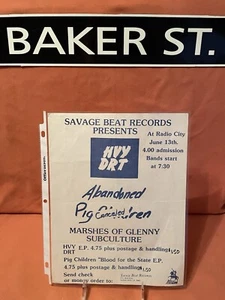 BAKER ST.
SAVAGE BEAT RECORDS
PRESENTS
At Radio City
June 13th.
4.00 admission
Bands start
at 7:30
HVY
DRT
Abandoned
Pig Children
Canceled
MARSHES OF GLENNY
SUBCULTURE
HVY E.P. 4.75 plus postage & handling 1.50
DRT
Pig Children "Blood for the State E.P.
4.75 plus postage & handling 1.50
Send check
or money order to: